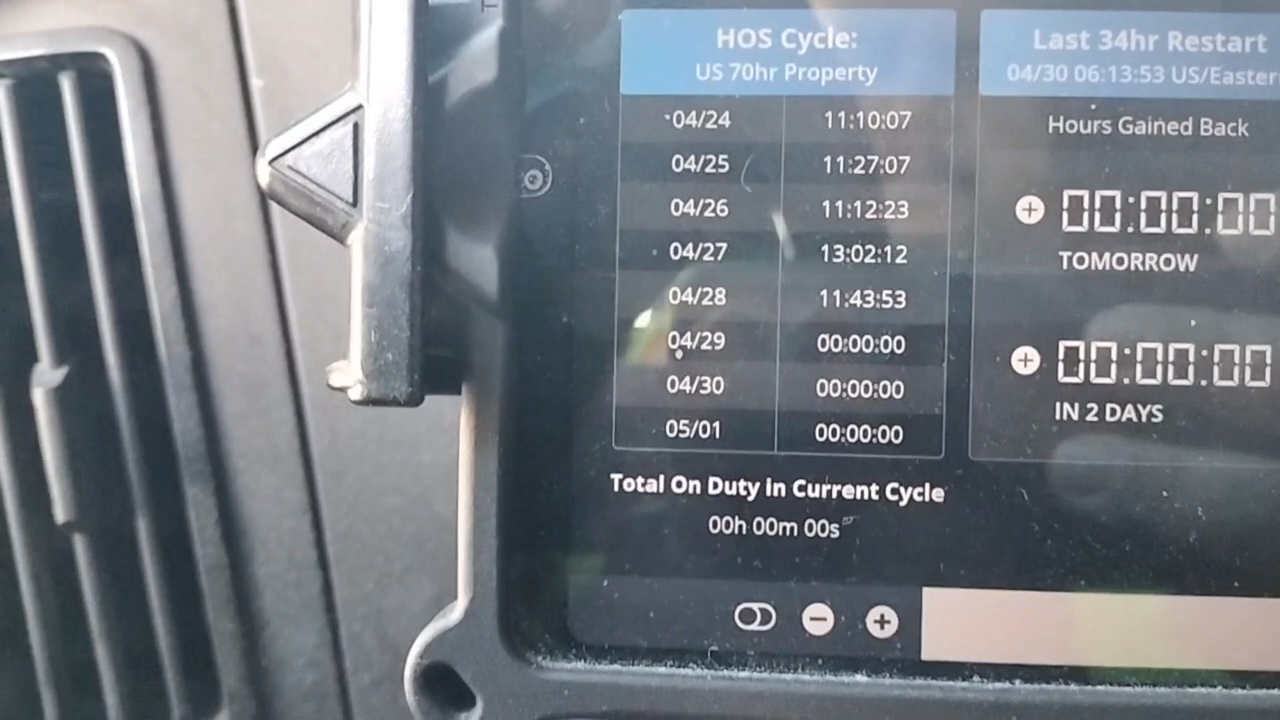 HOS Cycle:
US 70hr Property
04/24 11:10:07
04/25 11:27:07
04/26 11:12:23
04/27 13:02:12
04/28 11:43:53
04/29 00:00:00
04/30 00:00:00
05/01 00:00:00
Total On Duty in Current Cycle
00h 00m 00s
Last 34hr Restart
04/30 06:13:53 US/Eastern
Hours Gained Back
00:00:00
TOMORROW
00:00:00
IN 2 DAYS